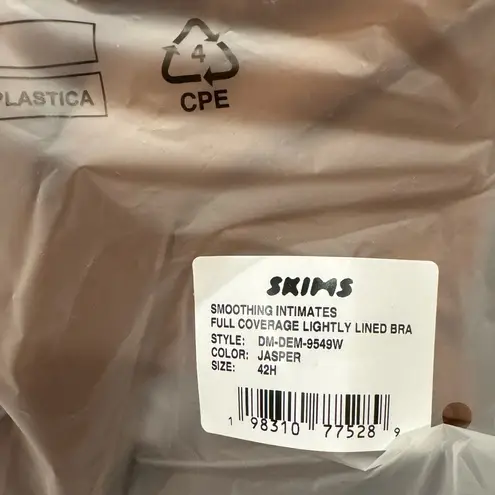 4
CPE
PLASTICA
SKIMS
SMOOTHING INTIMATES
FULL COVERAGE LIGHTLY LINED BRA
STYLE: DM-DEM-9549W
COLOR: JASPER
SIZE: 42H
1 98310 77528 9